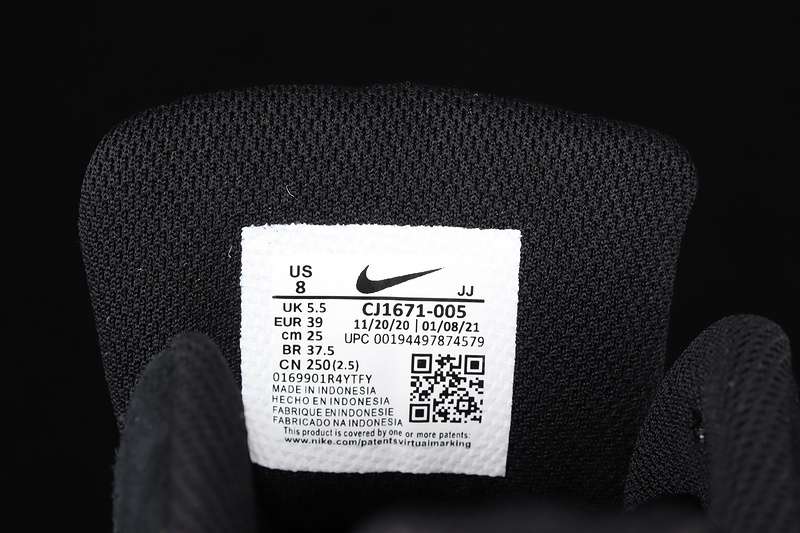 US
8
JJ
UK 5.5
EUR 39
cm 25
BR 37.5
CN 250(2.5)
CJ1671-005
11/20/20 | 01/08/21
UPC 00194497874579
0169901R4YTFY
MADE IN INDONESIA
HECHO EN INDONESIA
FABRIQUE EN INDONESIE
FABRICADO NA INDONESIA
This product is covered by one or more patents:
www.nike.com/patentsvirtualmarking